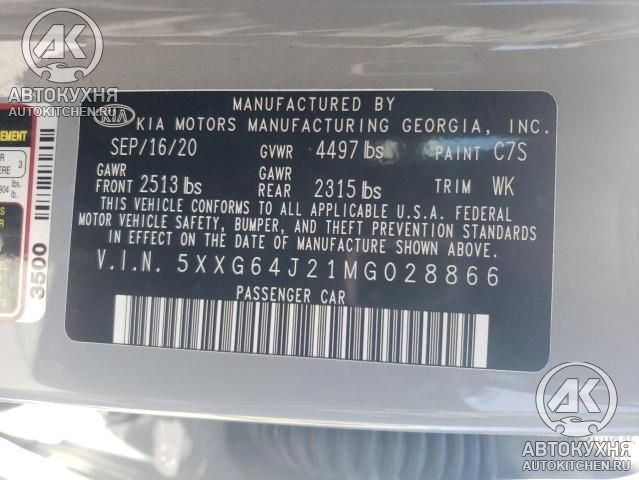 АК
АВТОКУХНЯ
AUTOKITCHEN.RU
MANUFACTURED BY
KIA
KIA MOTORS MANUFACTURING GEORGIA, INC.
SEP/16/20 GVWR 4497 lbs PAINT C7S
GAWR FRONT 2513 lbs GAWR REAR 2315 lbs TRIM WK
THIS VEHICLE CONFORMS TO ALL APPLICABLE U.S.A. FEDERAL
MOTOR VEHICLE SAFETY, BUMPER, AND THEFT PREVENTION STANDARDS
IN EFFECT ON THE DATE OF MANUFACTURE SHOWN ABOVE.
V.I.N. 5XXG64J21MG028866
PASSENGER CAR
3500
АК
АВТОКУХНЯ
AUTOKITCHEN.RU